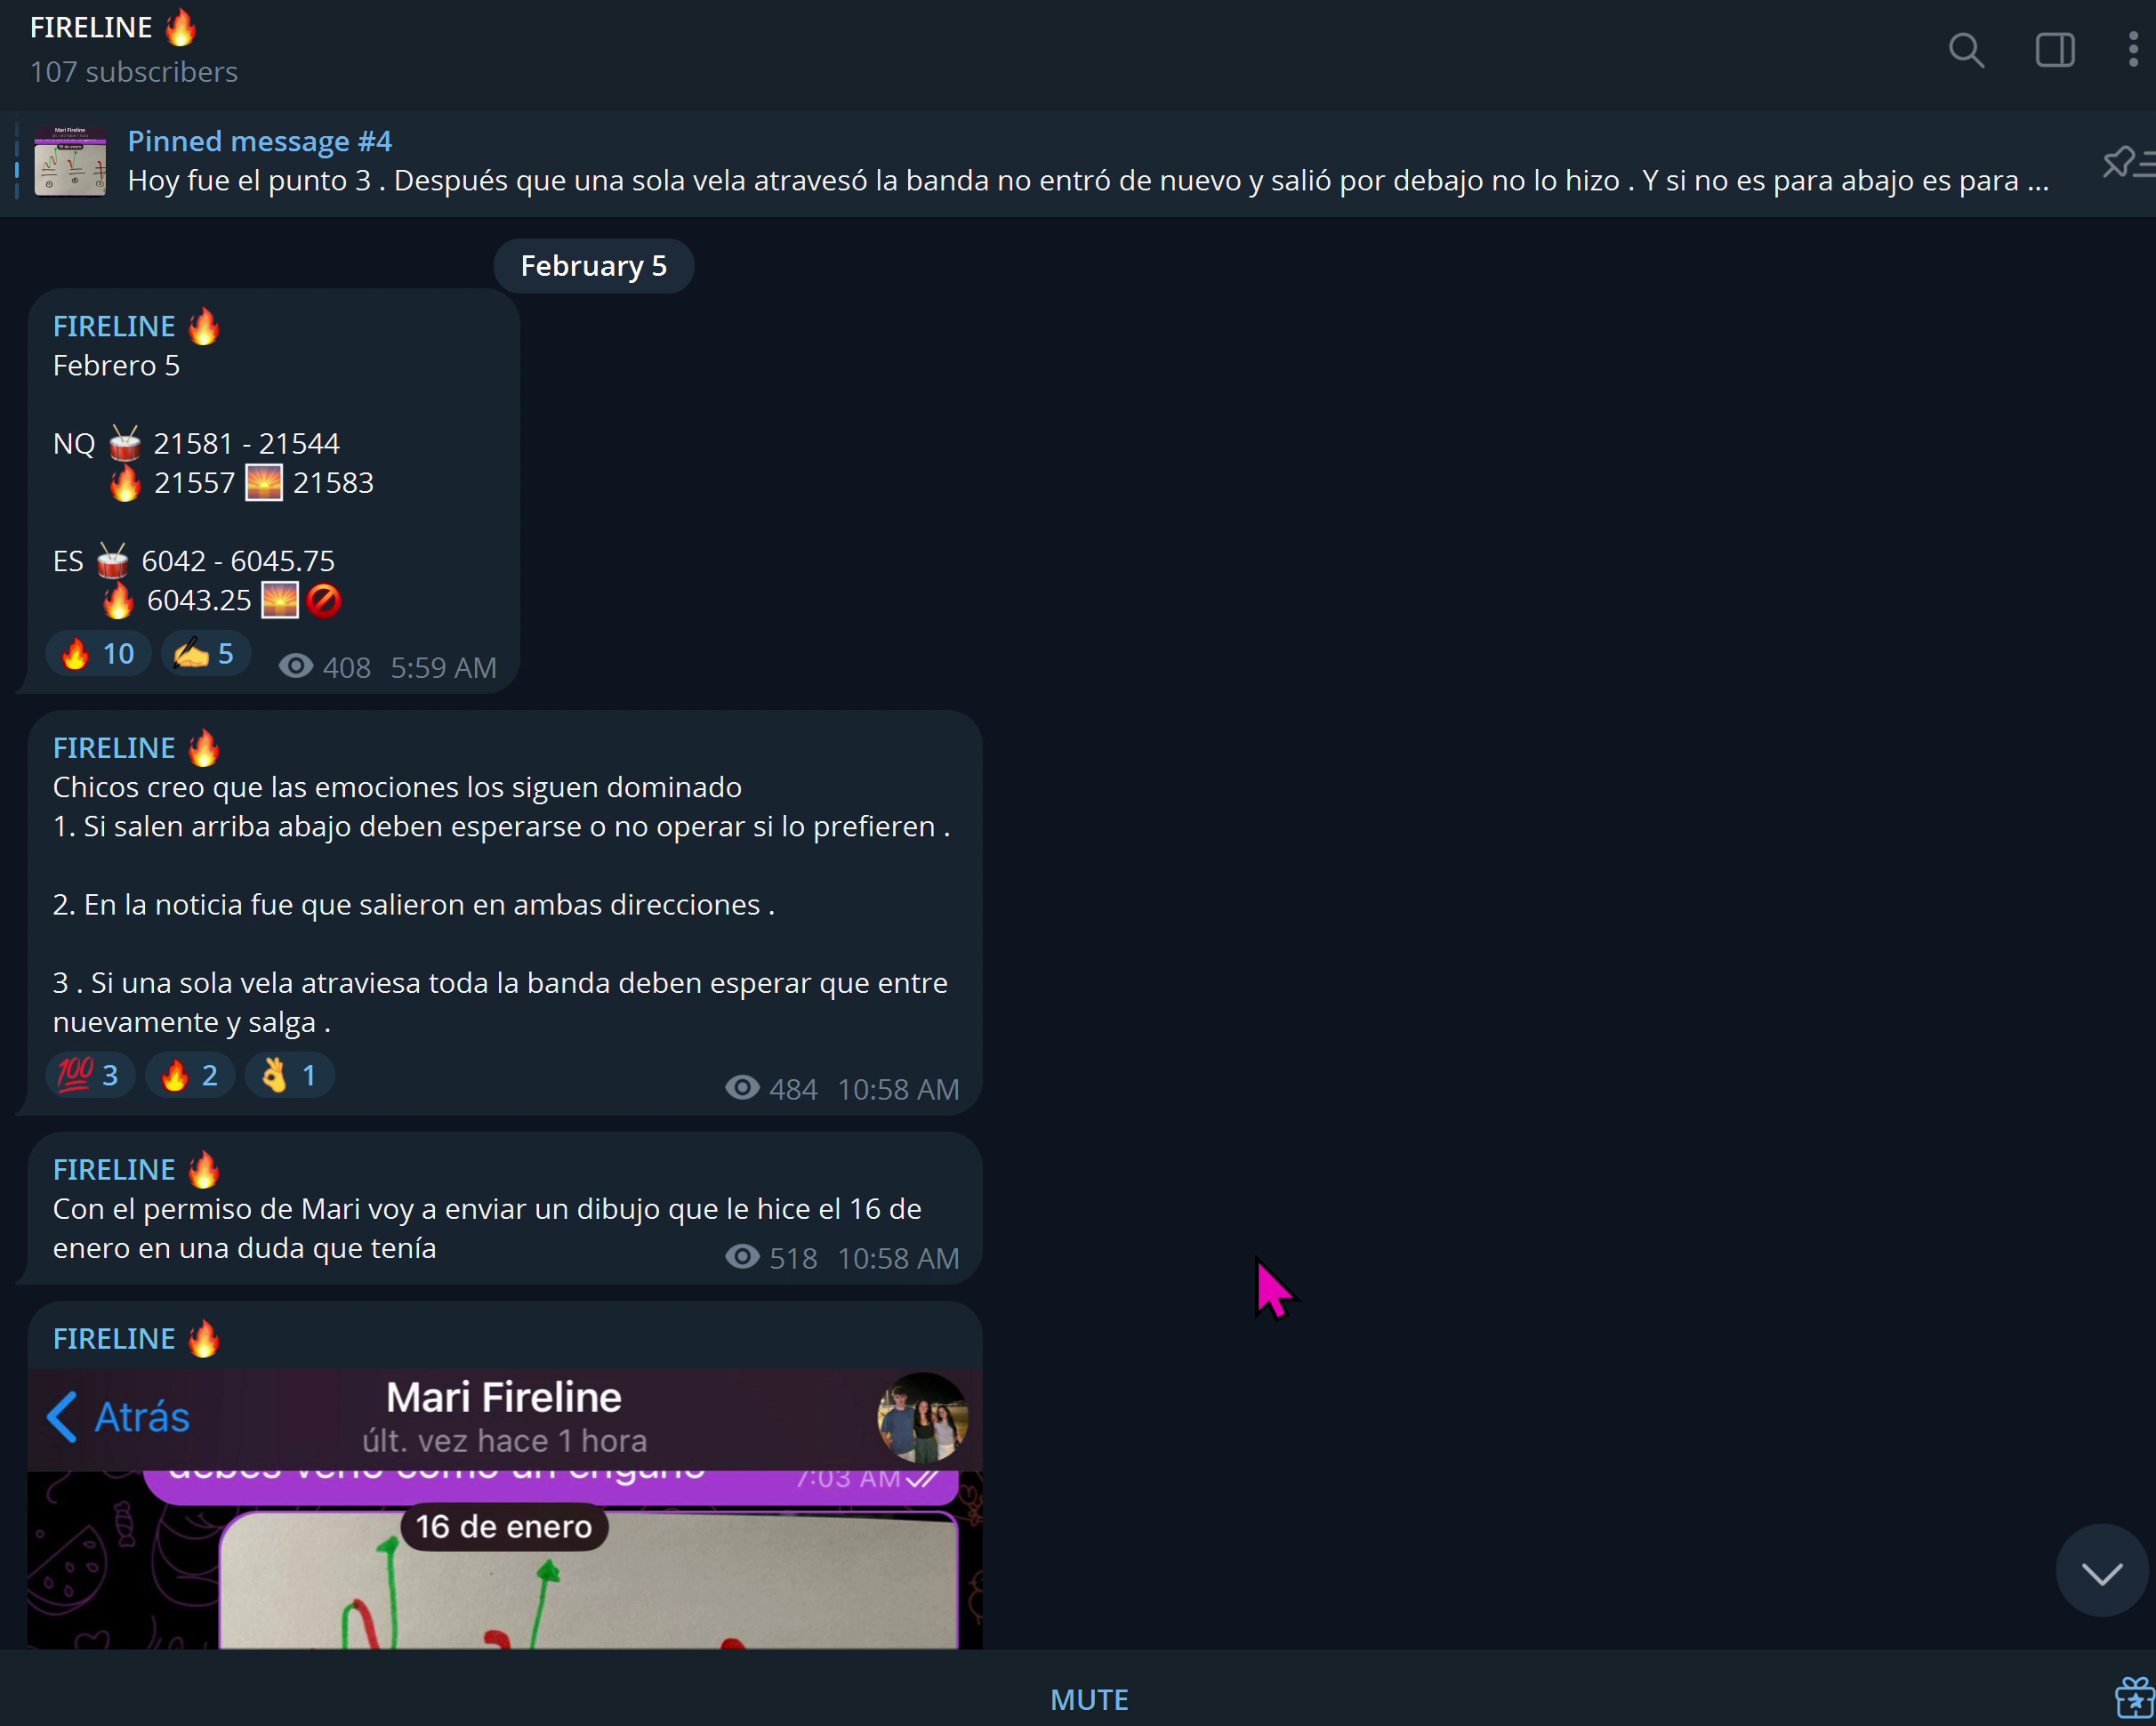 FIRELINE 🔥
107 subscribers
Pinned message #4
Hoy fue el punto 3 . Después que una sola vela atravesó la banda no entró de nuevo y salió por debajo no lo hizo . Y si no es para abajo es para ...
February 5
FIRELINE 🔥
Febrero 5
NQ 🥁 21581 - 21544
🔥 21557 🌅 21583
ES 🥁 6042 - 6045.75
🔥 6043.25 🌅🚫
🔥 10 ✍️ 5 408 5:59 AM
FIRELINE 🔥
Chicos creo que las emociones los siguen dominado
1. Si salen arriba abajo deben esperarse o no operar si lo prefieren .
2. En la noticia fue que salieron en ambas direcciones .
3 . Si una sola vela atraviesa toda la banda deben esperar que entre
nuevamente y salga .
💯 3 🔥 2 👌 1 484 10:58 AM
FIRELINE 🔥
Con el permiso de Mari voy a enviar un dibujo que le hice el 16 de
enero en una duda que tenía 518 10:58 AM
FIRELINE 🔥
Atrás Mari Fireline
últ. vez hace 1 hora
debes verlo como un engaño 7:03 AM
16 de enero
MUTE